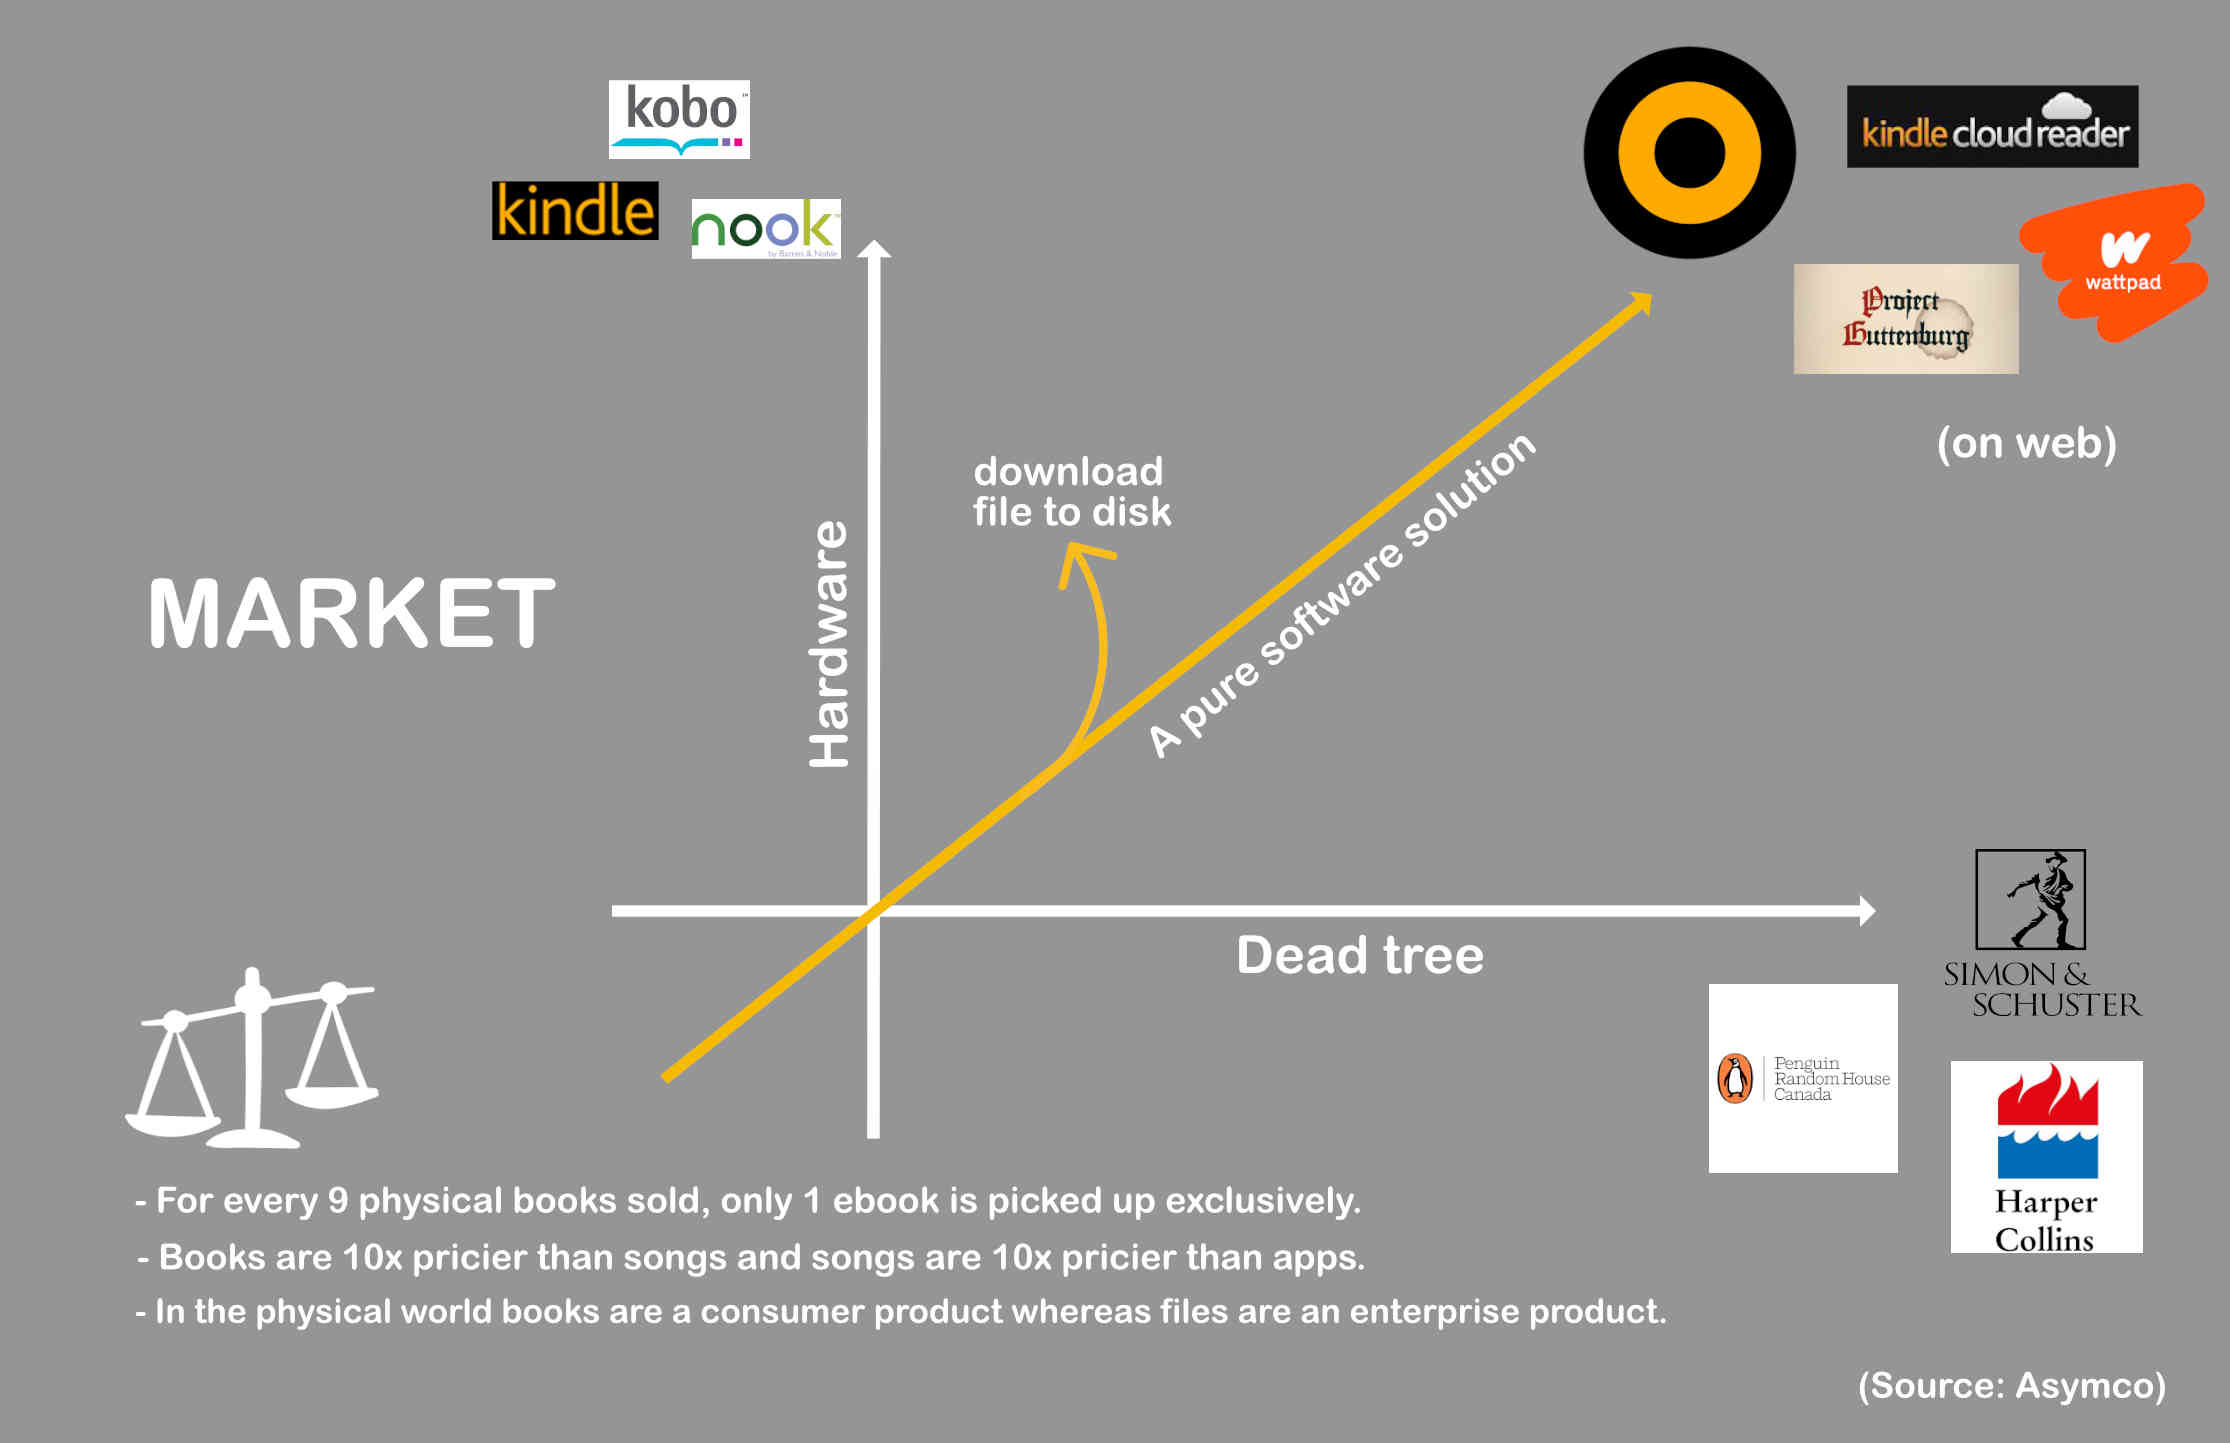 kobo™
kindle
nook™
by Barnes & Noble
kindle cloud reader
wattpad
Project
Guttenburg
(on web)
download
file to disk
A pure software solution
Hardware
MARKET
Dead tree
SIMON &
SCHUSTER
Penguin
Random House
Canada
Harper
Collins
- For every 9 physical books sold, only 1 ebook is picked up exclusively.
- Books are 10x pricier than songs and songs are 10x pricier than apps.
- In the physical world books are a consumer product whereas files are an enterprise product.
(Source: Asymco)